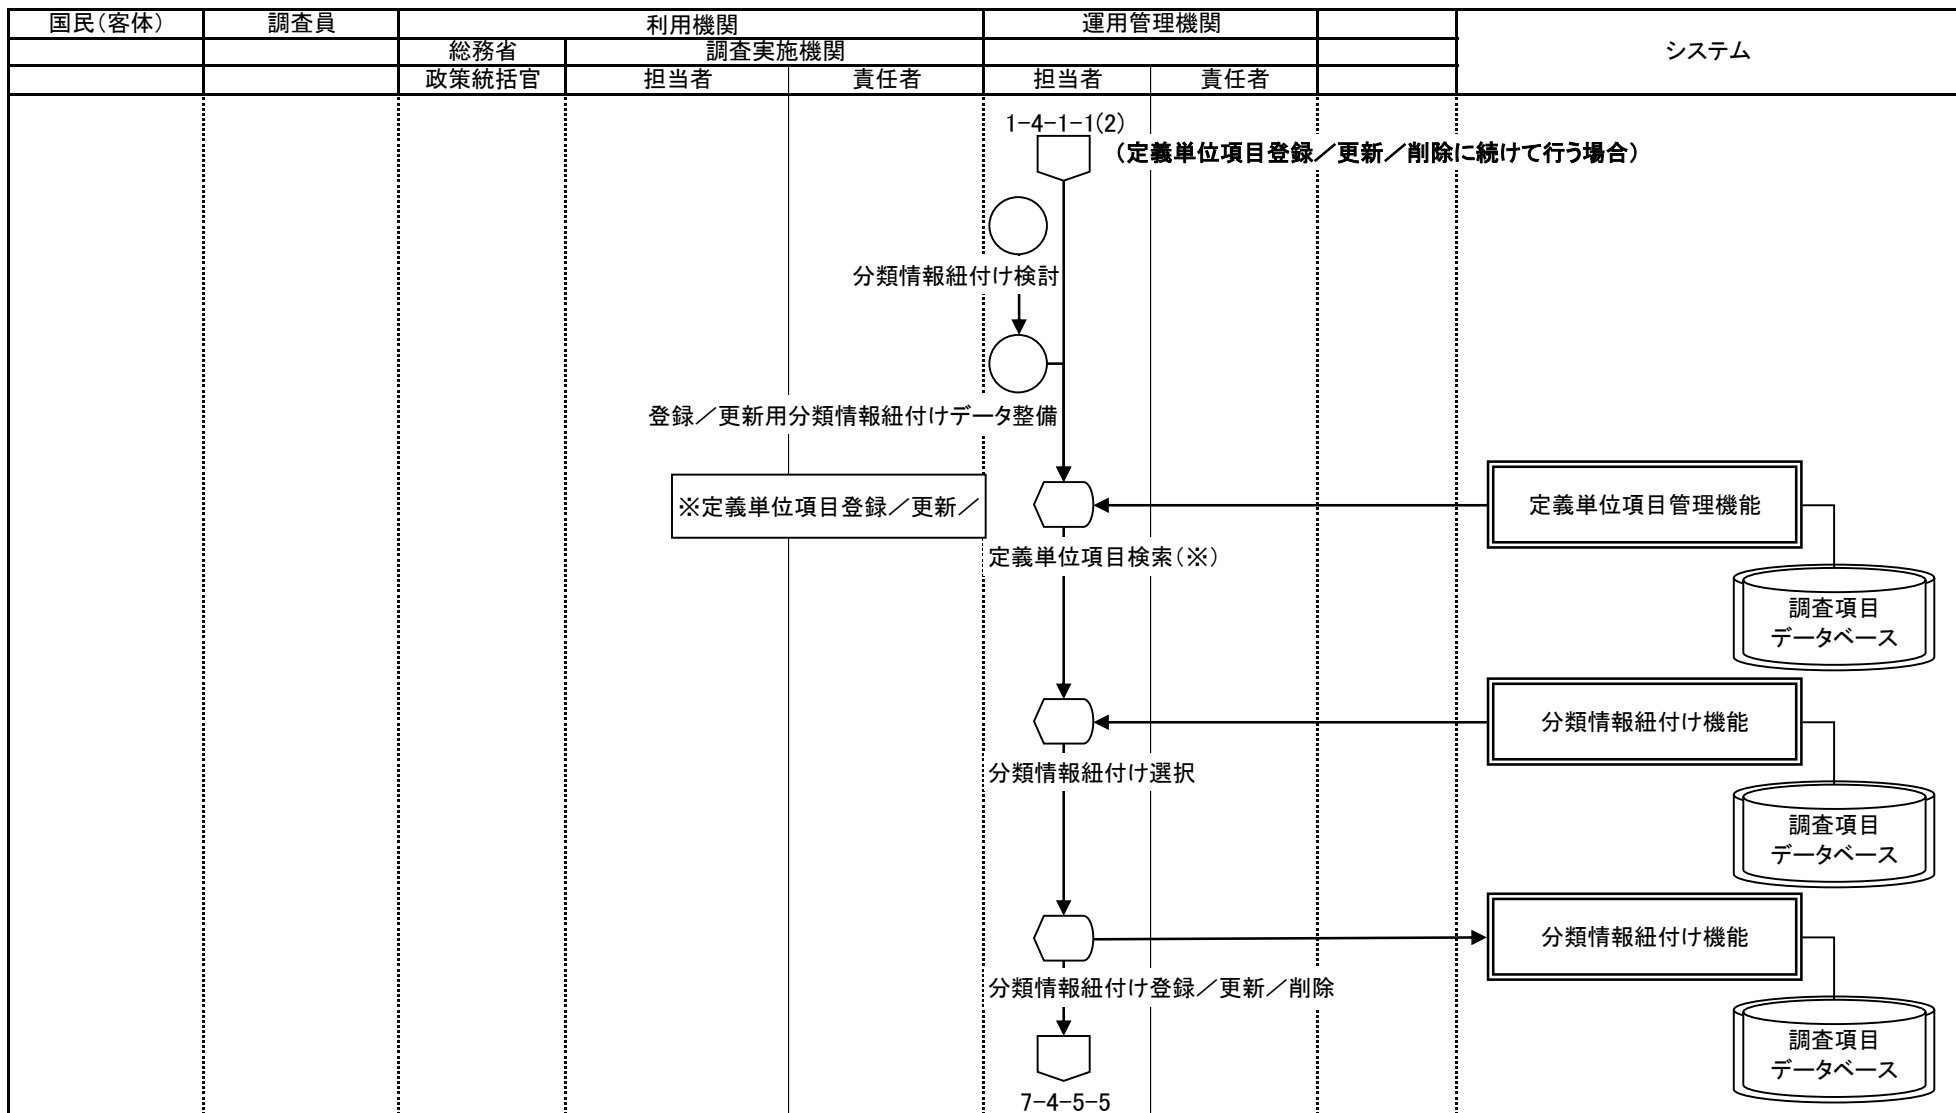 国民（客体）
調査員
利用機関
運用管理機関
システム
総務省
調査実施機関
政策統括官
担当者
責任者
担当者
責任者
1-4-1-1(2)
（定義単位項目登録／更新／削除に続けて行う場合）
分類情報紐付け検討
登録／更新用分類情報紐付けデータ整備
※定義単位項目登録／更新／
定義単位項目管理機能
定義単位項目検索（※）
調査項目
データベース
分類情報紐付け機能
分類情報紐付け選択
調査項目
データベース
分類情報紐付け機能
分類情報紐付け登録／更新／削除
調査項目
データベース
7-4-5-5